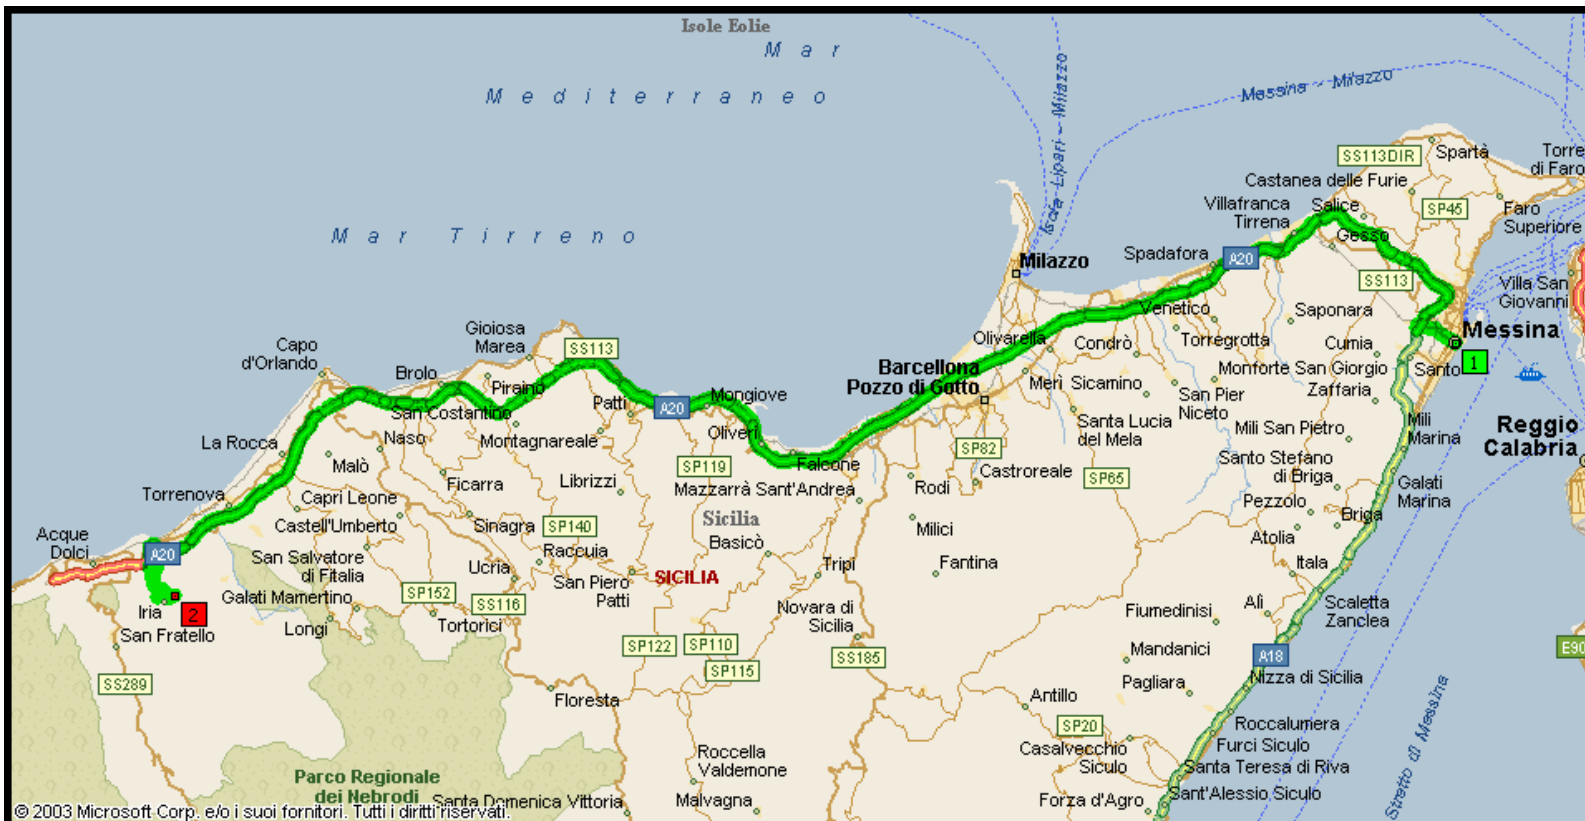 Isole Eolie
Mar
Mediterraneo
Mar Tirreno
Isola Lipari - Milazzo
Messina - Milazzo
SS113DIR
Spartà
Torre
di Faro
Castanea delle Furie
Villafranca
Tirrena
Salice
SP45
Faro
Superiore
Gesso
Spadafora
A20
SS113
Milazzo
Villa San
Giovanni
Venetico
Saponara
Messina
1
Gioiosa
Marea
SS113
Olivarella
Condrò
Torregrotta
Cumia
Capo
d'Orlando
Brolo
Piraino
Barcellona
Pozzo di Gotto
Meri
Sicamino
Monforte San Giorgio
Santo
Zaffaria
San Costantino
Patti
A20
Mongiove
San Pier
Niceto
Santa Lucia
del Mela
Mili
Marina
Reggio
Calabria
La Rocca
Naso
Montagnareale
Oliveri
Mili San Pietro
Malò
SP119
Falcone
SP82
Castroreale
SP65
Santo Stefano
di Briga
Galati
Marina
Torrenova
Ficarra
Librizzi
Mazzarrà Sant'Andrea
Rodi
Pezzolo
Capri Leone
Castell'Umberto
Sinagra
SP140
Sicilia
Milici
Briga
Acque
Dolci
A20
San Salvatore
di Fitalia
Raccuia
Basicò
Atolia
Ucria
San Piero
Patti
SICILIA
Tripi
Fantina
Itala
Iria
2
Galati Mamertino
SP152
SS116
Novara di
Sicilia
Fiumedinisi
Alì
Scaletta
Zanclea
San Fratello
Longi
Tortorici
SP122
SP110
SS185
Mandanici
A18
E90
SS289
SP115
Pagliara
Nizza di Sicilia
Floresta
Antillo
SP20
Roccalumera
Casalvecchio
Siculo
Furci Siculo
Roccella
Valdemone
Santa Teresa di Riva
Parco Regionale
dei Nebrodi
Santa Domenica Vittoria
Malvagna
Forza d'Agro
Sant'Alessio Siculo
Stretto di Messina
© 2003 Microsoft Corp. e/o i suoi fornitori. Tutti i diritti riservati.